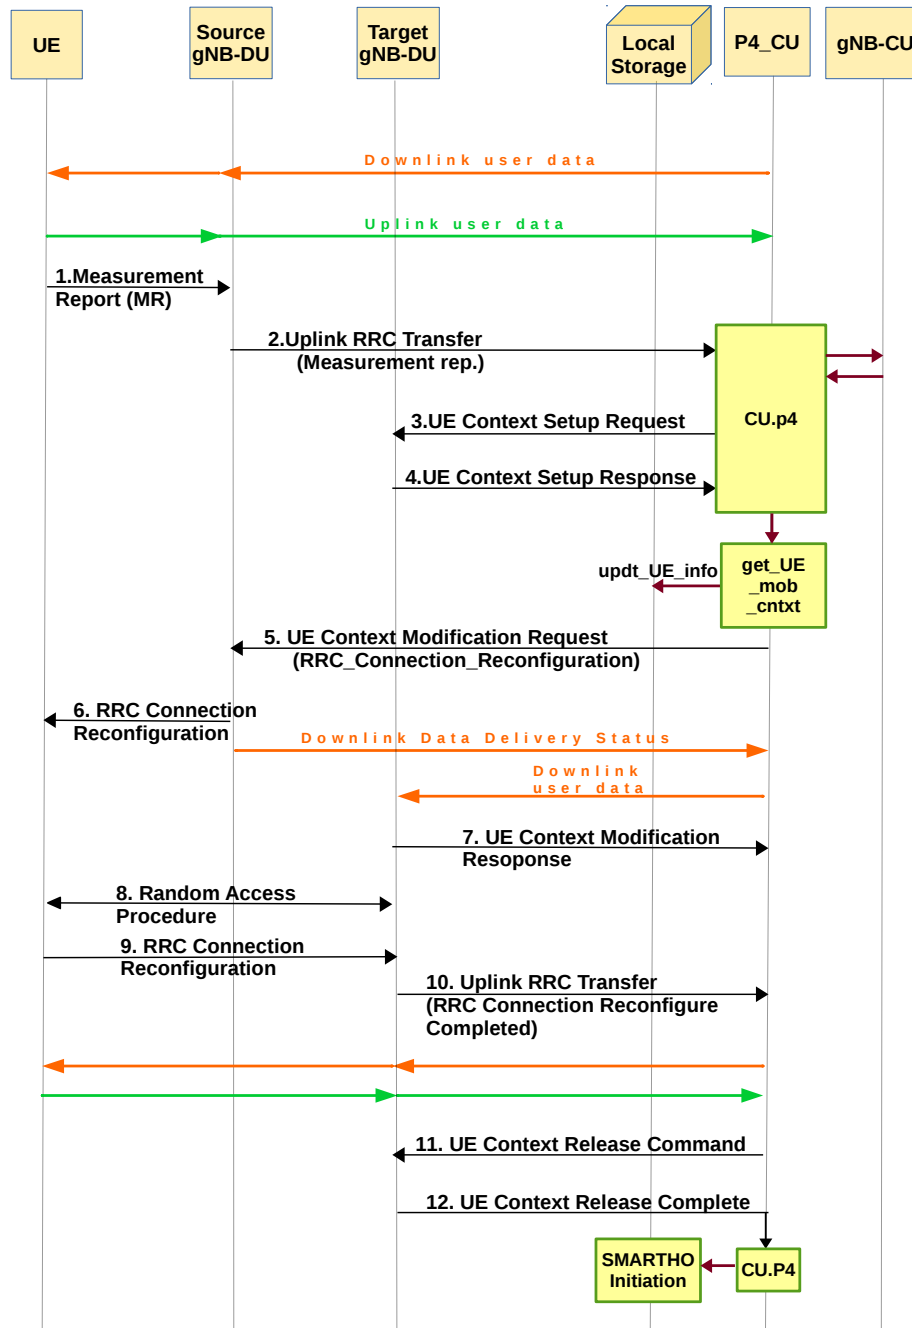 UE
Source
gNB-DU
Target
gNB-DU
Local
Storage
P4_CU
gNB-CU
Downlink user data
Uplink user data
1.Measurement
Report (MR)
2.Uplink RRC Transfer
(Measurement rep.)
CU.p4
3.UE Context Setup Request
4.UE Context Setup Response
updt_UE_info
get_UE
_mob
_cntxt
5. UE Context Modification Request
(RRC_Connection_Reconfiguration)
6. RRC Connection
Reconfiguration
Downlink Data Delivery Status
Downlink
user data
7. UE Context Modification
Resoponse
8. Random Access
Procedure
9. RRC Connection
Reconfiguration
10. Uplink RRC Transfer
(RRC Connection Reconfigure
Completed)
11. UE Context Release Command
12. UE Context Release Complete
SMARTHO
Initiation
CU.P4